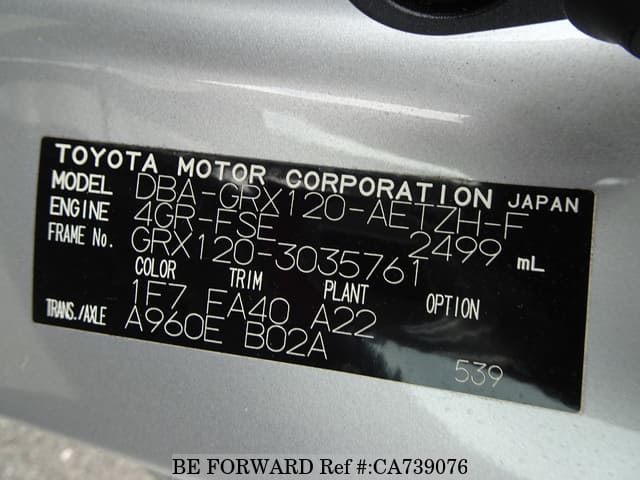 TOYOTA MOTOR CORPORATION JAPAN
MODEL DBA-GRX120-AETZH-F
ENGINE 4GR-FSE 2499 mL
FRAME No. GRX120-3035761
COLOR TRIM PLANT OPTION
1F7 FA40 A22
TRANS./AXLE A960E B02A
539
BE FORWARD Ref #:CA739076